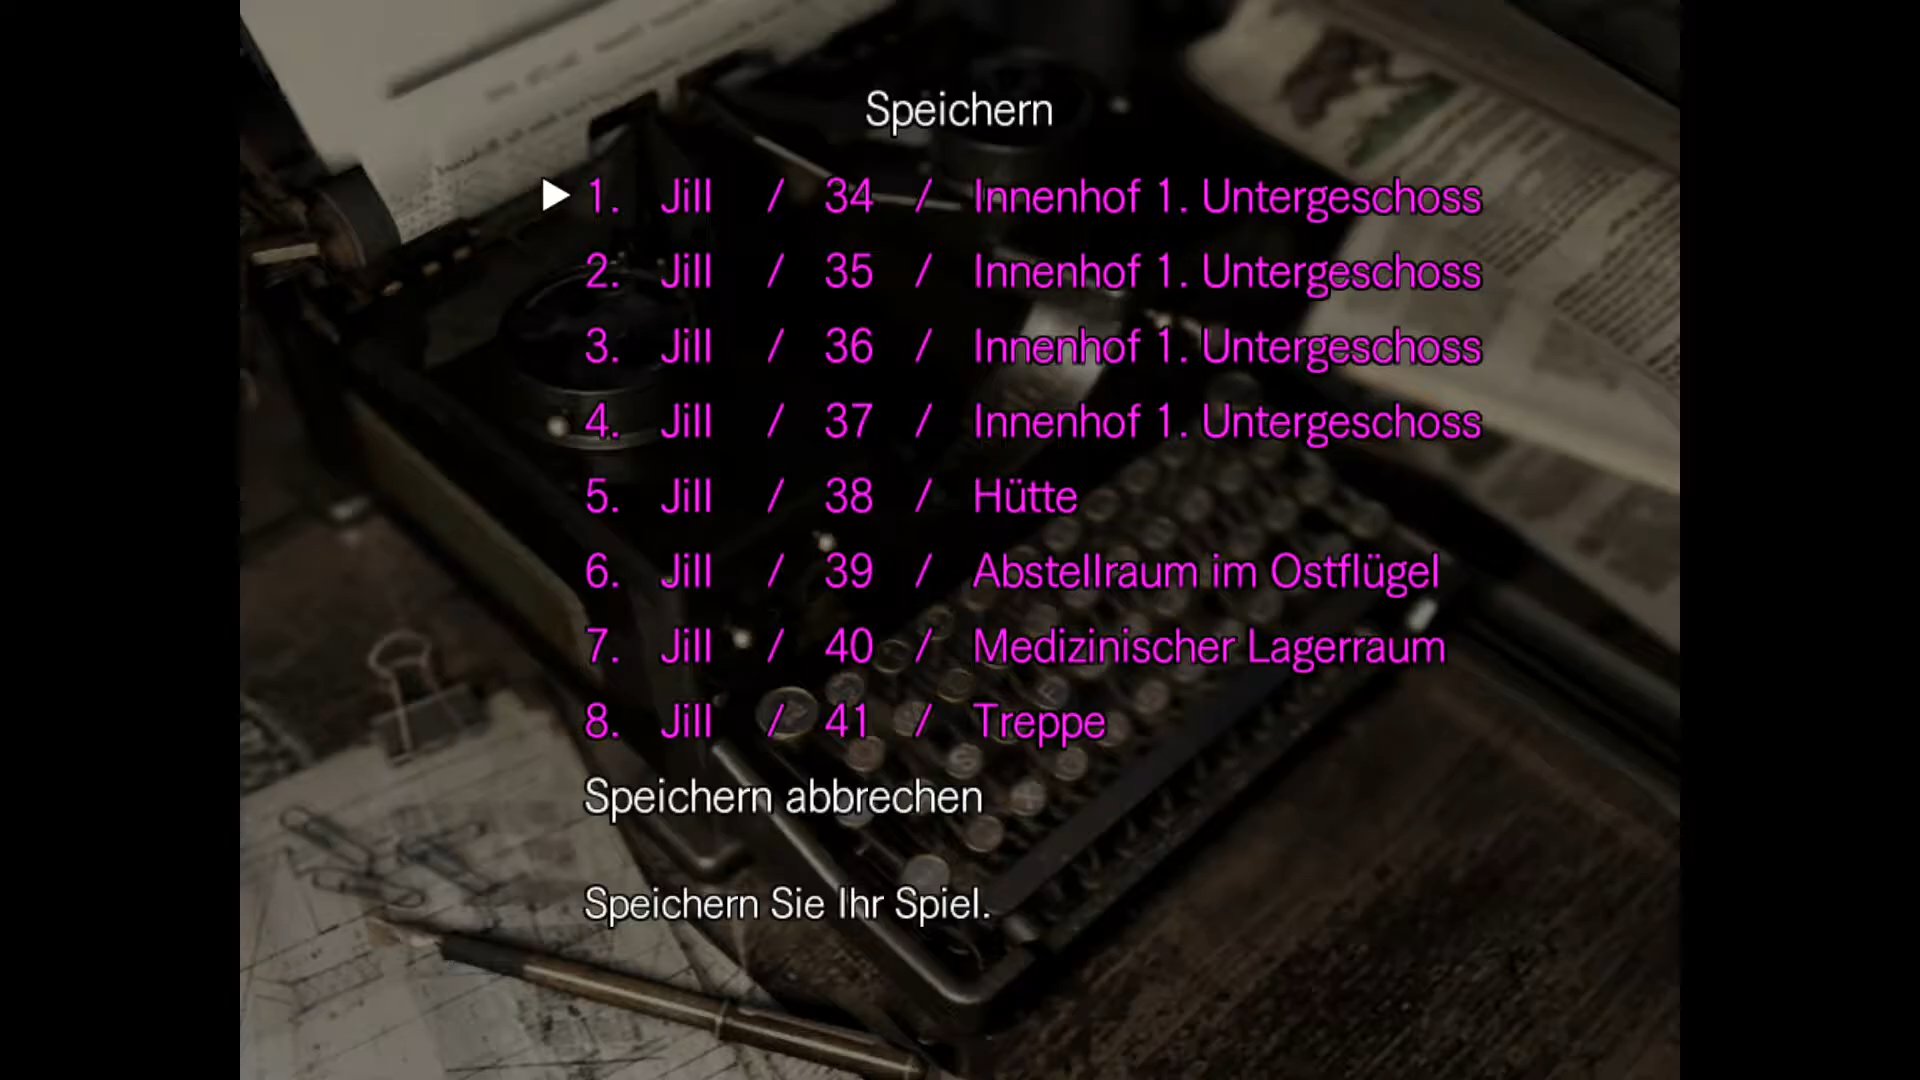 Speichern
1. Jill / 34 / Innenhof 1. Untergeschoss
2. Jill / 35 / Innenhof 1. Untergeschoss
3. Jill / 36 / Innenhof 1. Untergeschoss
4. Jill / 37 / Innenhof 1. Untergeschoss
5. Jill / 38 / Hütte
6. Jill / 39 / Abstellraum im Ostflügel
7. Jill / 40 / Medizinischer Lagerraum
8. Jill / 41 / Treppe
Speichern abbrechen
Speichern Sie Ihr Spiel.